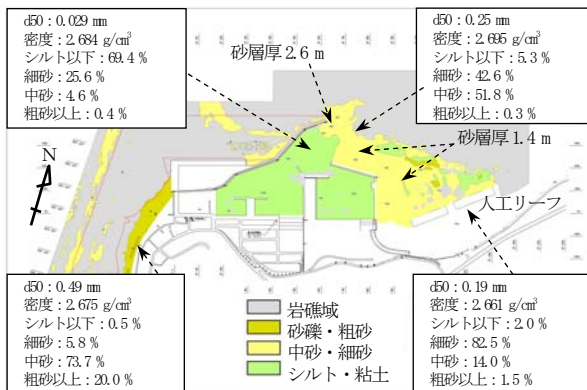 d50：0.029 mm
密度：2.684 g/cm³
シルト以下：69.4 %
細砂：25.6 %
中砂：4.6 %
粗砂以上：0.4 %
d50：0.25 mm
密度：2.695 g/cm³
シルト以下：5.3 %
細砂：42.6 %
中砂：51.8 %
粗砂以上：0.3 %
砂層厚 2.6 m
砂層厚 1.4 m
N
人工リーフ
d50：0.49 mm
密度：2.675 g/cm³
シルト以下：0.5 %
細砂：5.8 %
中砂：73.7 %
粗砂以上：20.0 %
岩礁域
砂礫・粗砂
中砂・細砂
シルト・粘土
d50：0.19 mm
密度：2.661 g/cm³
シルト以下：2.0 %
細砂：82.5 %
中砂：14.0 %
粗砂以上：1.5 %